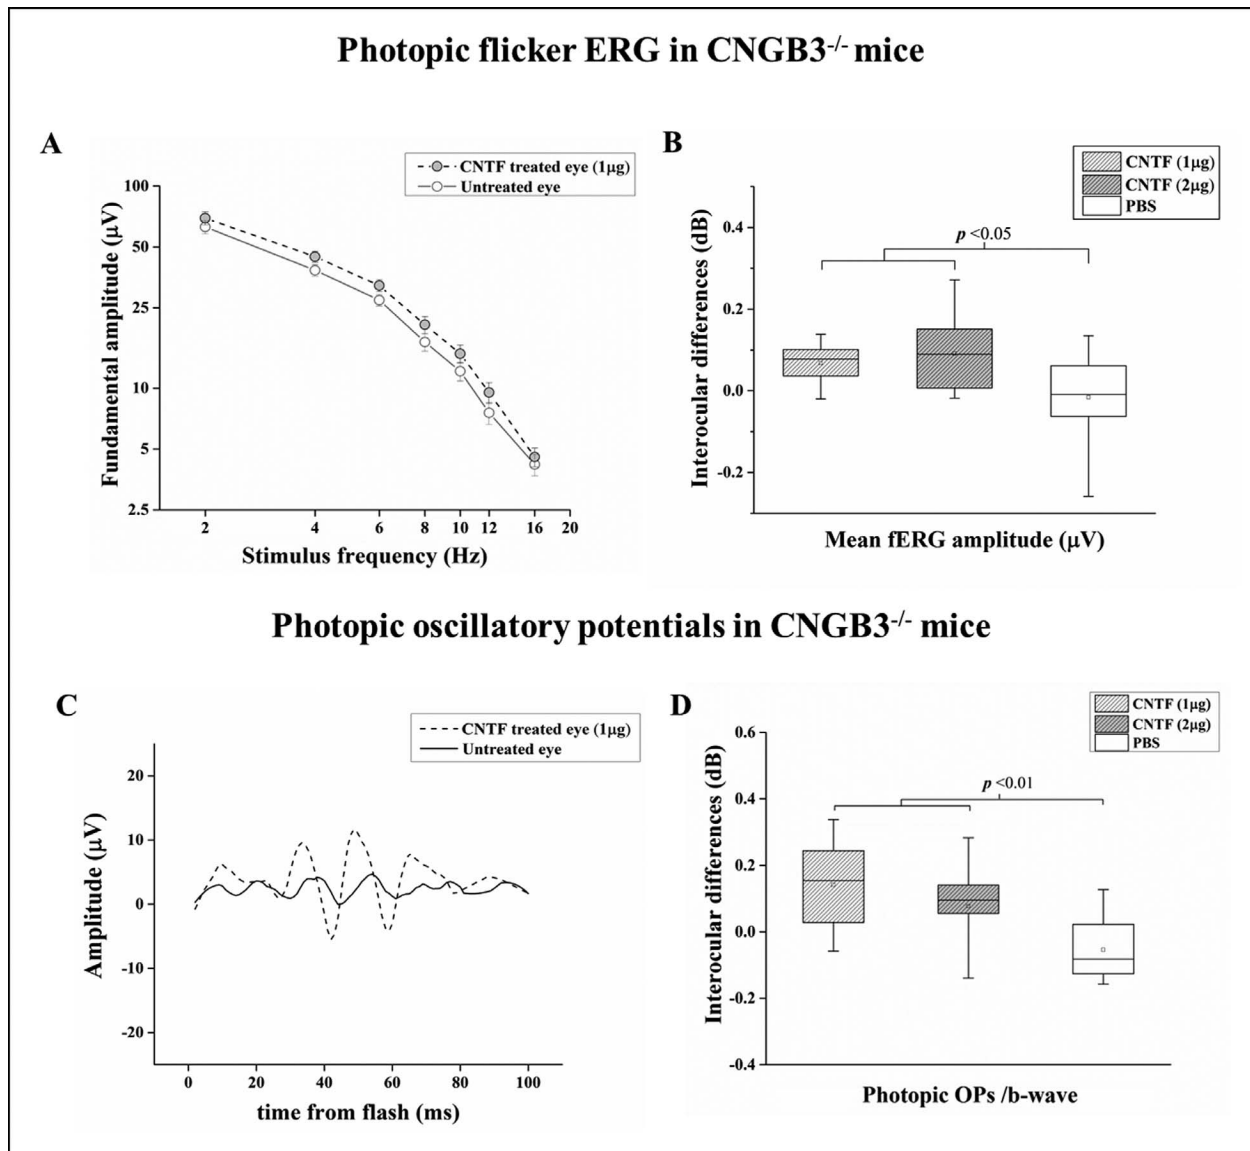 Photopic flicker ERG in CNGB3-/- mice
A
CNTF treated eye (1µg)
Untreated eye
Fundamental amplitude (µV)
100
50
25
10
5
2.5
2 4 6 8 10 12 16 20
Stimulus frequency (Hz)
B
CNTF (1µg)
CNTF (2µg)
PBS
p <0.05
Interocular differences (dB)
0.4
0.2
0.0
-0.2
Mean fERG amplitude (µV)
Photopic oscillatory potentials in CNGB3-/- mice
C
CNTF treated eye (1µg)
Untreated eye
Amplitude (µV)
20
10
0
-10
-20
0 20 40 60 80 100
time from flash (ms)
D
CNTF (1µg)
CNTF (2µg)
PBS
p <0.01
Interocular differences (dB)
0.6
0.4
0.2
0.0
-0.2
-0.4
Photopic OPs /b-wave